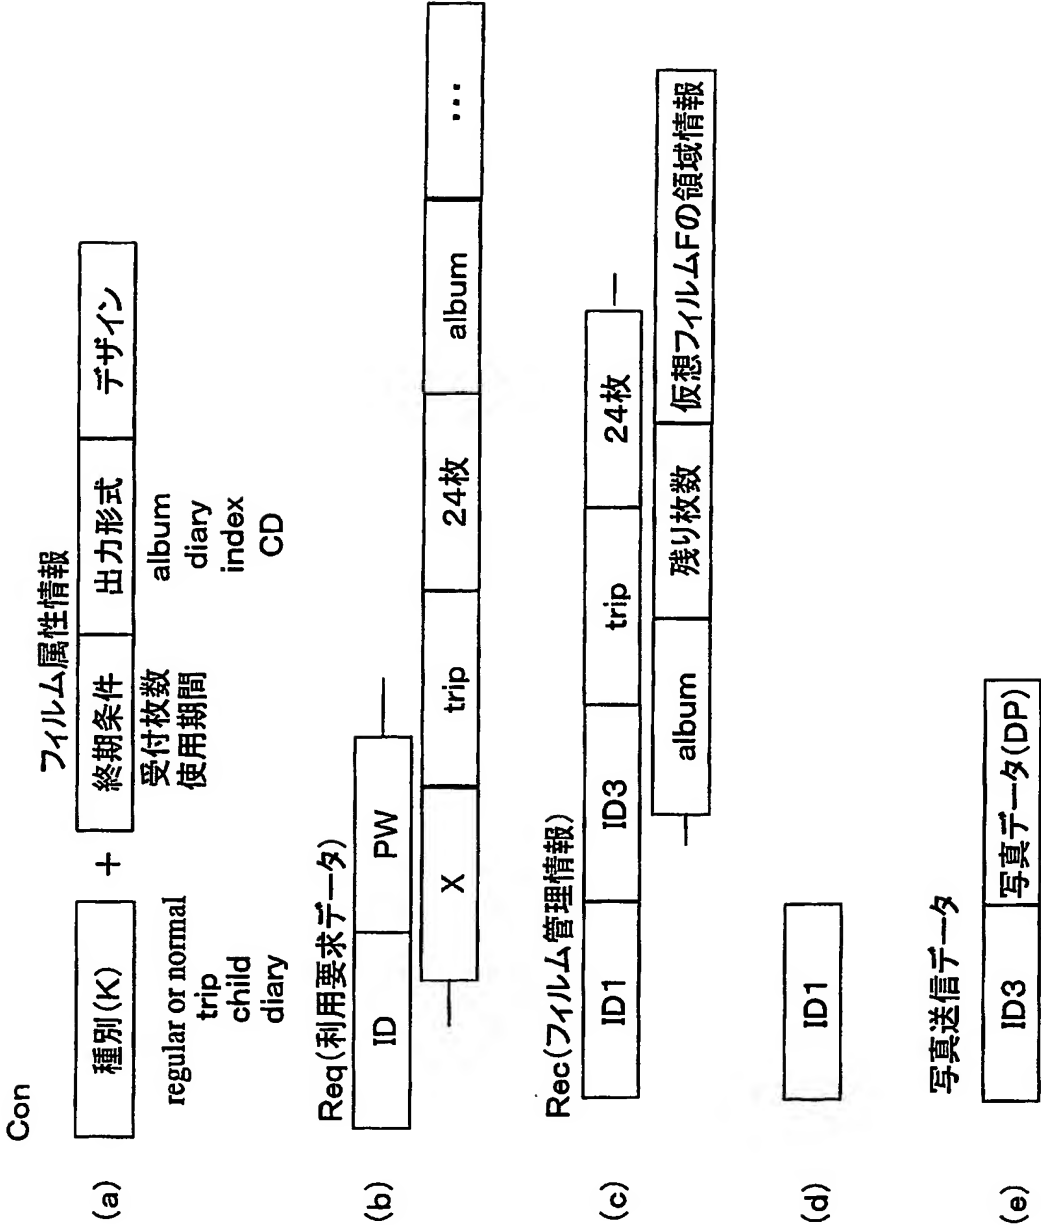 Con
フィルム属性情報
(a)
種別(K)
+
終期条件
出力形式
デザイン
regular or normal
trip
child
diary
受付枚数
使用期間
album
diary
index
CD
Req(利用要求データ)
(b)
ID
PW
X
trip
24枚
album
...
Rec(フィルム管理情報)
(c)
ID1
ID3
trip
24枚
album
残り枚数
仮想フィルムFの領域情報
(d)
ID1
写真送信データ
(e)
ID3
写真データ(DP)